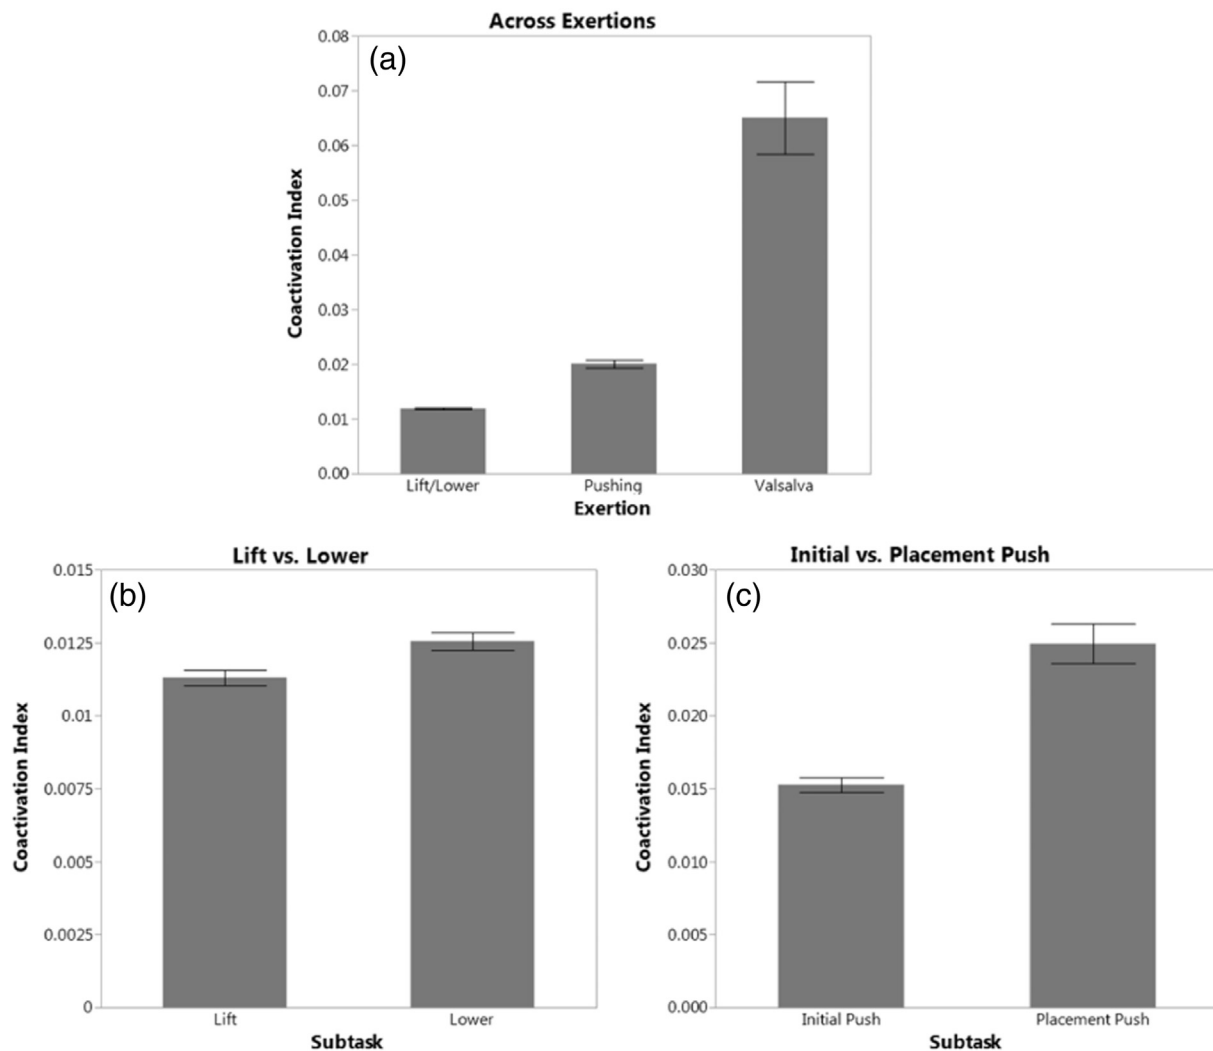 Across Exertions
(a)
0.08
0.07
0.06
0.05
0.04
0.03
0.02
0.01
0.00
Coactivation Index
Lift/Lower Pushing Valsalva
Exertion
Lift vs. Lower
(b)
0.015
0.0125
0.01
0.0075
0.005
0.0025
0
Coactivation Index
Lift Lower
Subtask
Initial vs. Placement Push
(c)
0.030
0.025
0.020
0.015
0.010
0.005
0.000
Coactivation Index
Initial Push Placement Push
Subtask